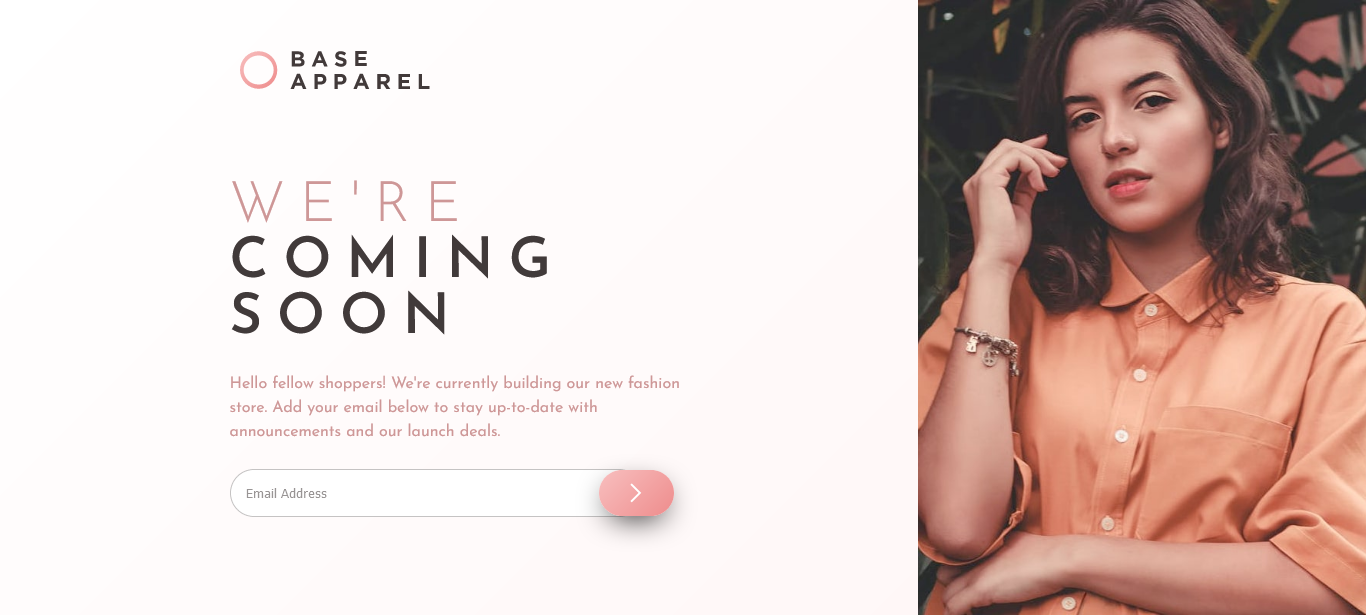 BASE
APPAREL
WE'RE
COMING
SOON
Hello fellow shoppers! We're currently building our new fashion
store. Add your email below to stay up-to-date with
announcements and our launch deals.
Email Address